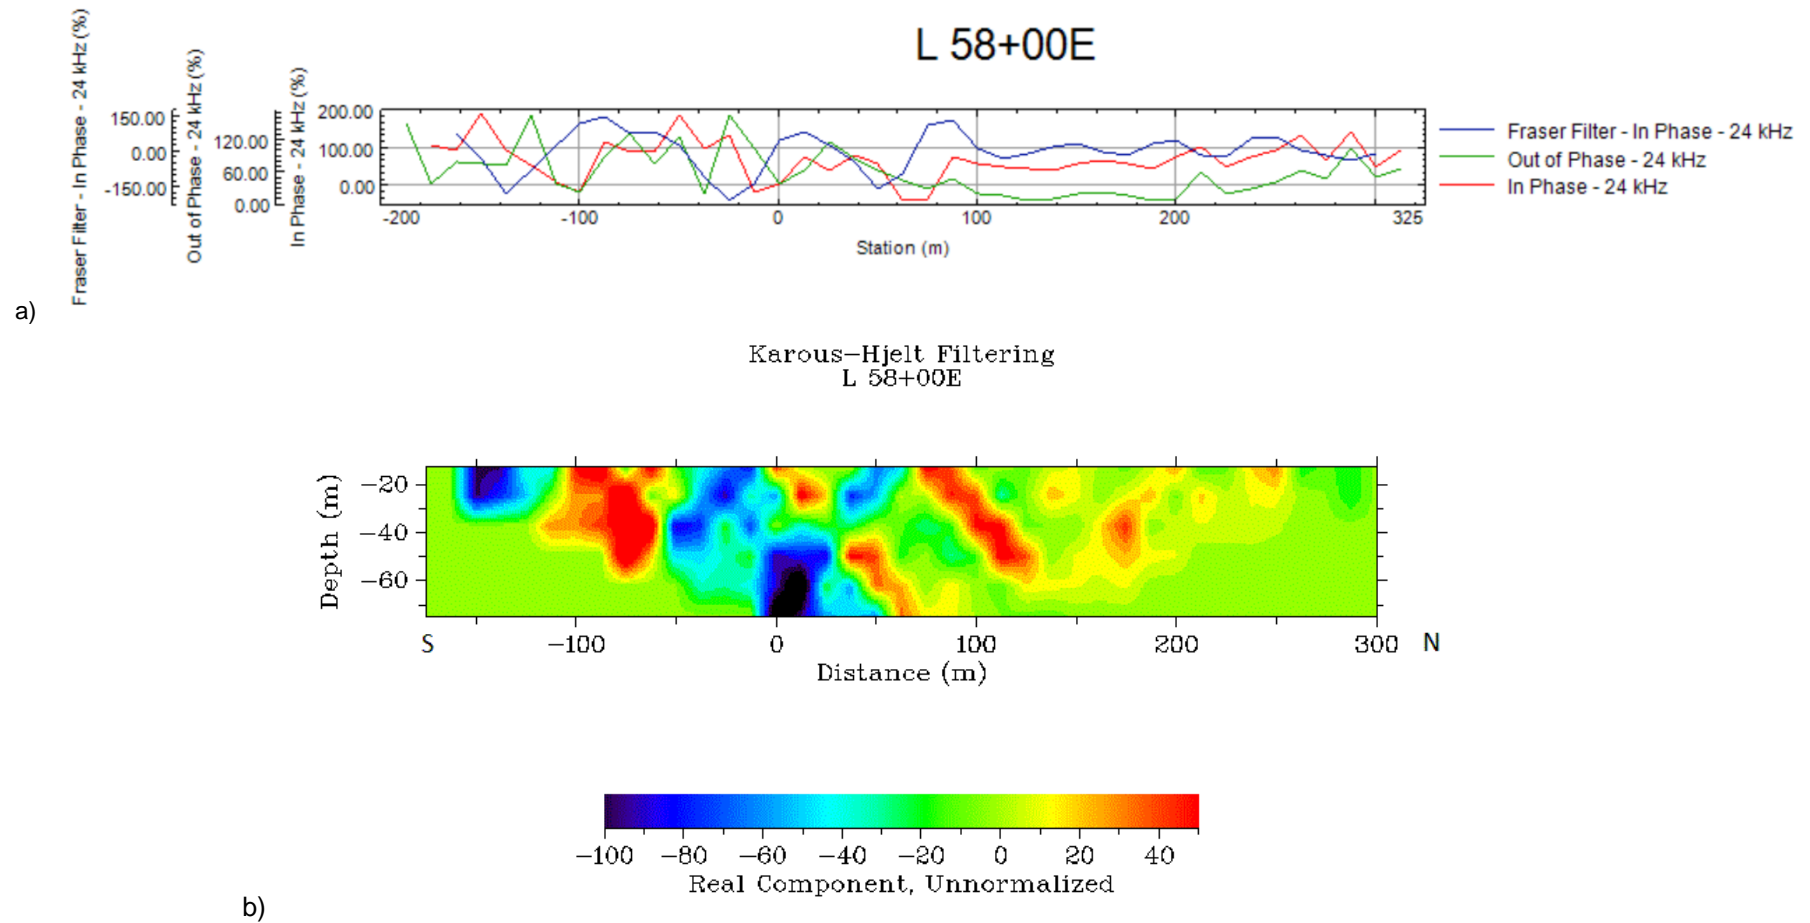 L 58+00E
Fraser Filter - In Phase - 24 kHz (%)
150.00
0.00
-150.00
Out of Phase - 24 kHz (%)
120.00
60.00
0.00
In Phase - 24 kHz (%)
200.00
100.00
0.00
-200 -100 0 100 200 325
Station (m)
Fraser Filter - In Phase - 24 kHz
Out of Phase - 24 kHz
In Phase - 24 kHz
a)
Karous-Hjelt Filtering
L 58+00E
Depth (m)
-20
-40
-60
S -100 0 100 200 300 N
Distance (m)
-100 -80 -60 -40 -20 0 20 40
Real Component, Unnormalized
b)